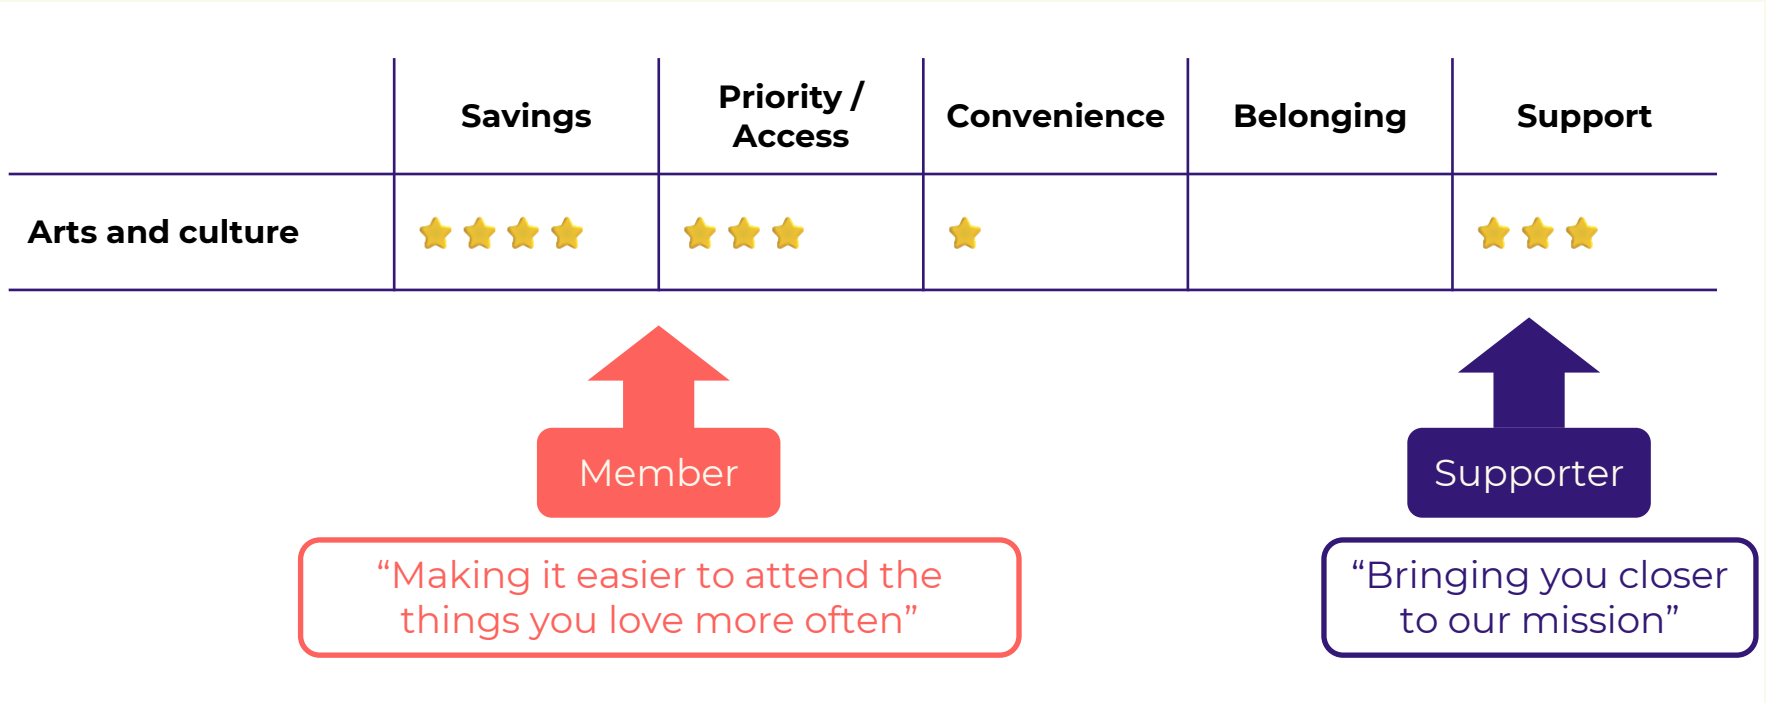 Savings
Priority /
Access
Convenience
Belonging
Support
Arts and culture
Member
Supporter
“Making it easier to attend the
things you love more often”
“Bringing you closer
to our mission”